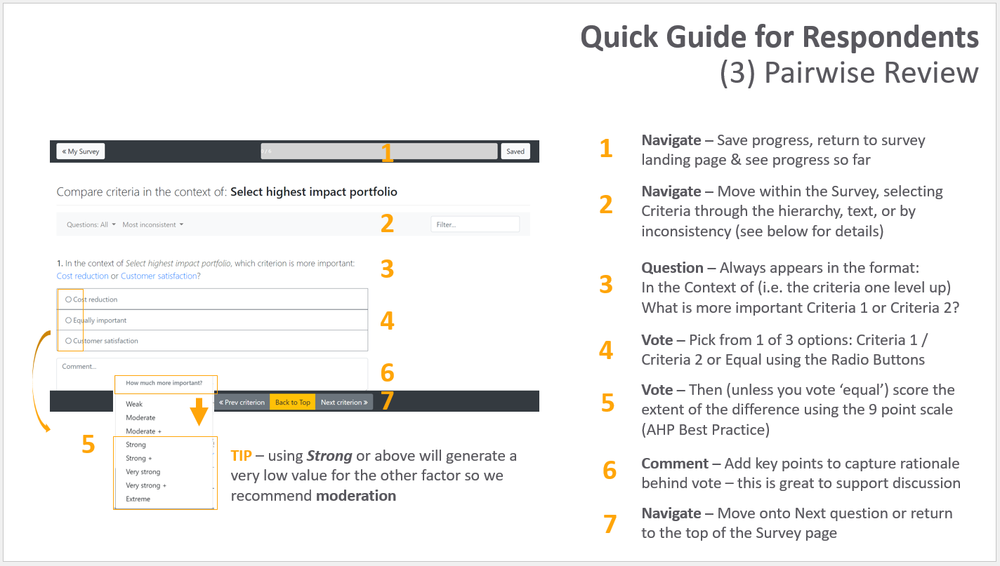 Quick Guide for Respondents
(3) Pairwise Review
« My Survey
0 / 6
1
Saved
Compare criteria in the context of: Select highest impact portfolio
Questions: All
Most inconsistent
2
Filter...
1. In the context of Select highest impact portfolio, which criterion is more important:
Cost reduction or Customer satisfaction?
3
Cost reduction
Equally important
4
Customer satisfaction
Comment...
6
How much more important?
« Prev criterion
Back to Top
Next criterion »
7
Weak
Moderate
Moderate +
Strong
Strong +
Very strong
Very strong +
Extreme
5
TIP – using Strong or above will generate a
very low value for the other factor so we
recommend moderation
1
Navigate – Save progress, return to survey
landing page & see progress so far
2
Navigate – Move within the Survey, selecting
Criteria through the hierarchy, text, or by
inconsistency (see below for details)
3
Question – Always appears in the format:
In the Context of (i.e. the criteria one level up)
What is more important Criteria 1 or Criteria 2?
4
Vote – Pick from 1 of 3 options: Criteria 1 /
Criteria 2 or Equal using the Radio Buttons
5
Vote – Then (unless you vote ‘equal’) score the
extent of the difference using the 9 point scale
(AHP Best Practice)
6
Comment – Add key points to capture rationale
behind vote – this is great to support discussion
7
Navigate – Move onto Next question or return
to the top of the Survey page